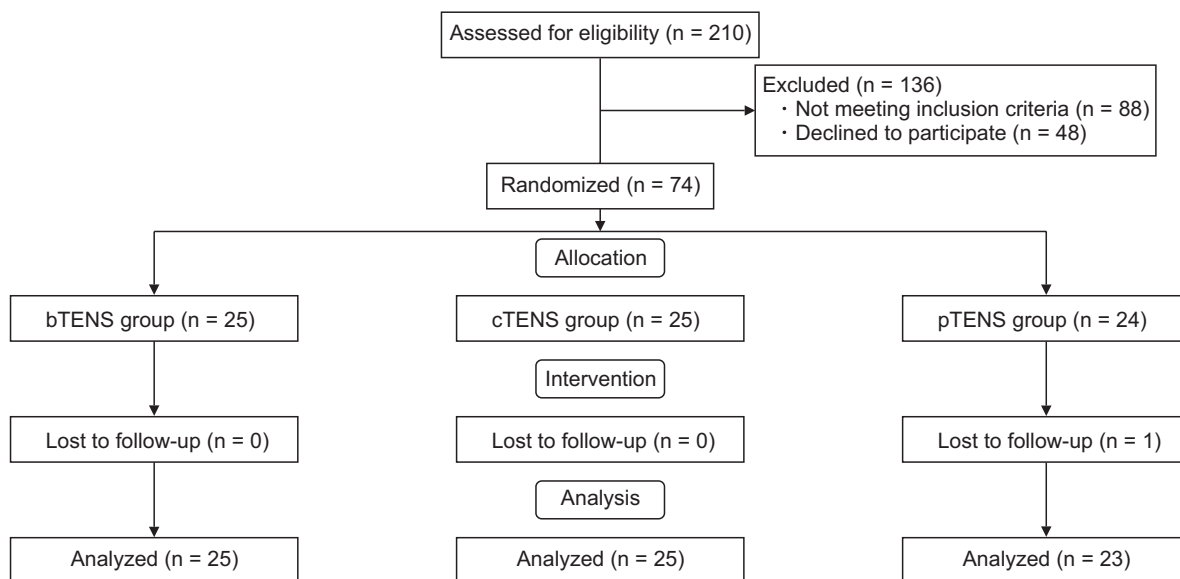 Assessed for eligibility (n = 210)
Excluded (n = 136)
・Not meeting inclusion criteria (n = 88)
・Declined to participate (n = 48)
Randomized (n = 74)
Allocation
bTENS group (n = 25)
cTENS group (n = 25)
pTENS group (n = 24)
Intervention
Lost to follow-up (n = 0)
Lost to follow-up (n = 0)
Lost to follow-up (n = 1)
Analysis
Analyzed (n = 25)
Analyzed (n = 25)
Analyzed (n = 23)